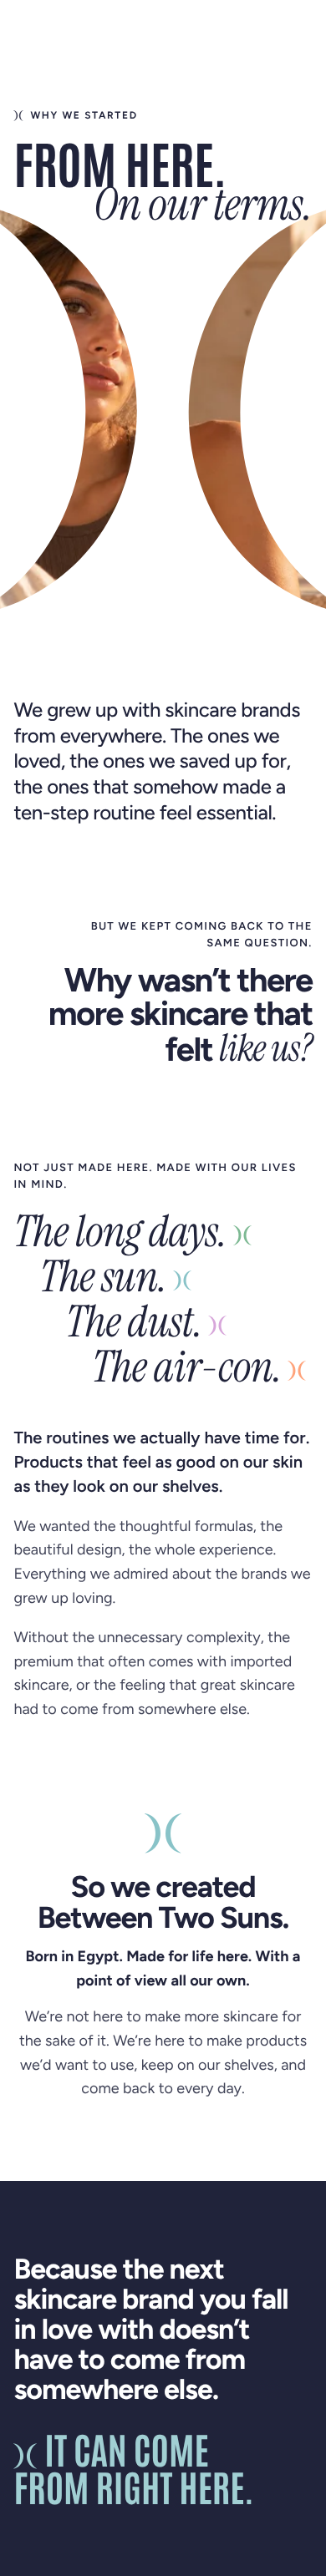 WHY WE STARTED
FROM HERE.
On our terms.
We grew up with skincare brands
from everywhere. The ones we
loved, the ones we saved up for,
the ones that somehow made a
ten-step routine feel essential.
BUT WE KEPT COMING BACK TO THE
SAME QUESTION.
Why wasn’t there
more skincare that
felt like us?
NOT JUST MADE HERE. MADE WITH OUR LIVES
IN MIND.
The long days.
The sun.
The dust.
The air-con.
The routines we actually have time for.
Products that feel as good on our skin
as they look on our shelves.
We wanted the thoughtful formulas, the
beautiful design, the whole experience.
Everything we admired about the brands we
grew up loving.
Without the unnecessary complexity, the
premium that often comes with imported
skincare, or the feeling that great skincare
had to come from somewhere else.
So we created
Between Two Suns.
Born in Egypt. Made for life here. With a
point of view all our own.
We’re not here to make more skincare for
the sake of it. We’re here to make products
we’d want to use, keep on our shelves, and
come back to every day.
Because the next
skincare brand you fall
in love with doesn’t
have to come from
somewhere else.
IT CAN COME
FROM RIGHT HERE.